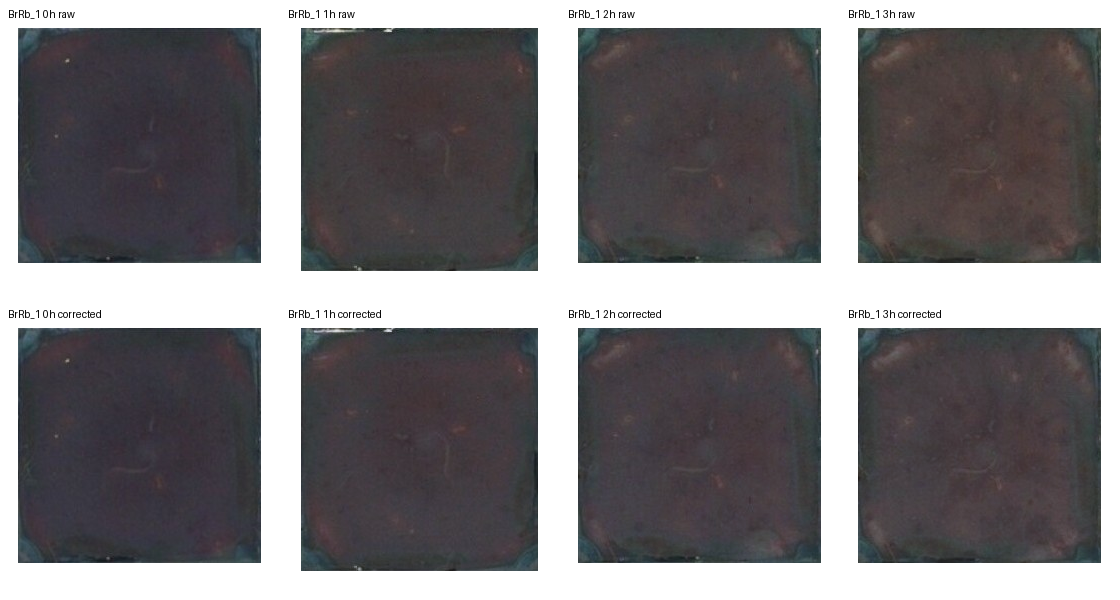 BrRb_1 0h raw
BrRb_1 1h raw
BrRb_1 2h raw
BrRb_1 3h raw
BrRb_1 0h corrected
BrRb_1 1h corrected
BrRb_1 2h corrected
BrRb_1 3h corrected